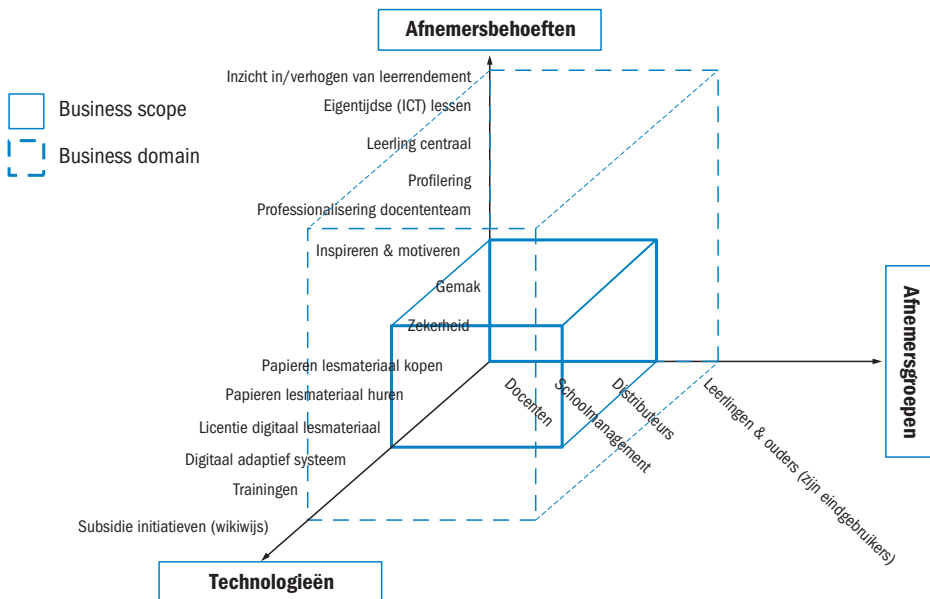 Afnemersbehoeften
Business scope
Business domain
Inzicht in/verhogen van leerrendement
Eigentijdse (ICT) lessen
Leerling centraal
Profilering
Professionalisering docententeam
Inspireren & motiveren
Gemak
Zekerheid
Afnemersgroepen
Docenten
Schoolmanagement
Distributeurs
Leerlingen & ouders (zijn eindgebruikers)
Papieren lesmateriaal kopen
Papieren lesmateriaal huren
Licentie digitaal lesmateriaal
Digitaal adaptief systeem
Trainingen
Subsidie initiatieven (wikiwijs)
Technologieën